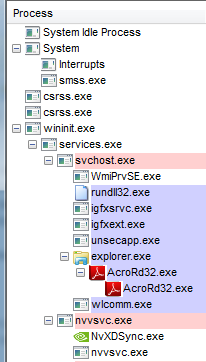 Process
System Idle Process
System
Interrupts
smss.exe
csrss.exe
csrss.exe
wininit.exe
services.exe
svchost.exe
WmiPrvSE.exe
rundll32.exe
igfxsrvc.exe
igfxext.exe
unsecapp.exe
explorer.exe
AcroRd32.exe
AcroRd32.exe
wlcomm.exe
nvvsvc.exe
NvXDSync.exe
nvvsvc.exe